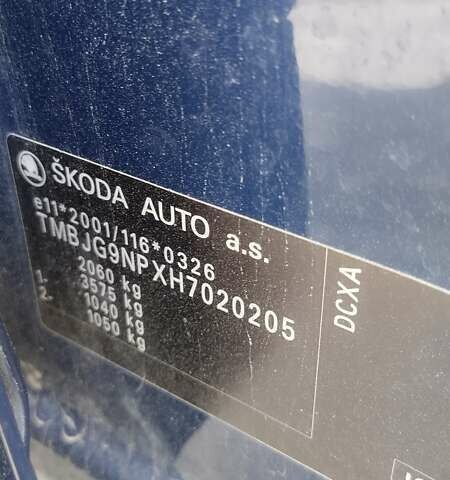 ŠKODA AUTO a.s.
e11*2001/116*0326
TMBJG9NPXH7020205
2060 kg
3575 kg
1. 1040 kg
2. 1050 kg
DCXA